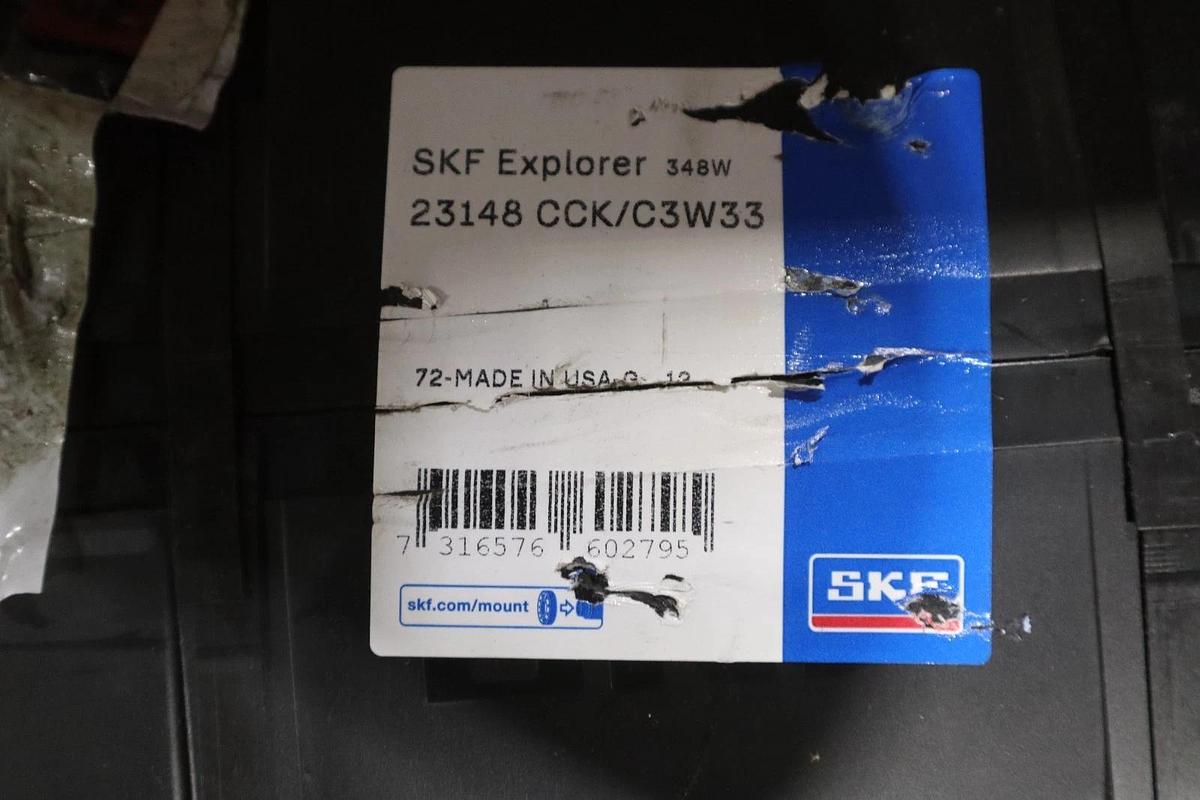 SKF Explorer 348W
23148 CCK/C3W33
72-MADE IN USA
7 316576 602795
skf.com/mount
SKF